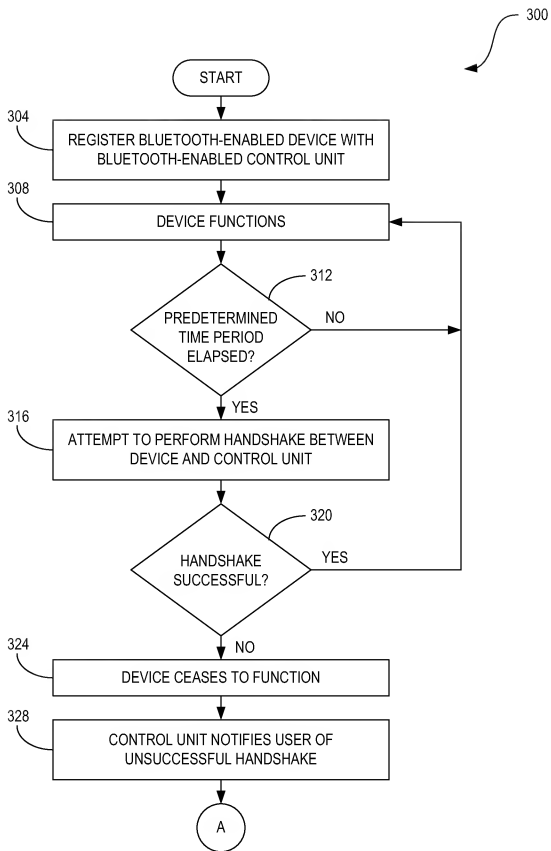 300
START
304
REGISTER BLUETOOTH-ENABLED DEVICE WITH
BLUETOOTH-ENABLED CONTROL UNIT
308
DEVICE FUNCTIONS
312
PREDETERMINED
TIME PERIOD
ELAPSED?
NO
YES
316
ATTEMPT TO PERFORM HANDSHAKE BETWEEN
DEVICE AND CONTROL UNIT
320
HANDSHAKE
SUCCESSFUL?
YES
NO
324
DEVICE CEASES TO FUNCTION
328
CONTROL UNIT NOTIFIES USER OF
UNSUCCESSFUL HANDSHAKE
A